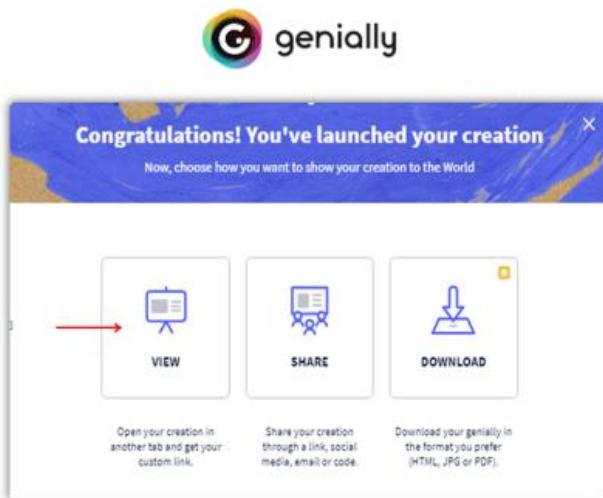 genially
Congratulations! You've launched your creation
Now, choose how you want to show your creation to the World
VIEW
SHARE
DOWNLOAD
Open your creation in
another tab and get your
custom link.
Share your creation
through a link, social
media, email or code.
Download your genially in
the format you prefer
(HTML, JPG or PDF).